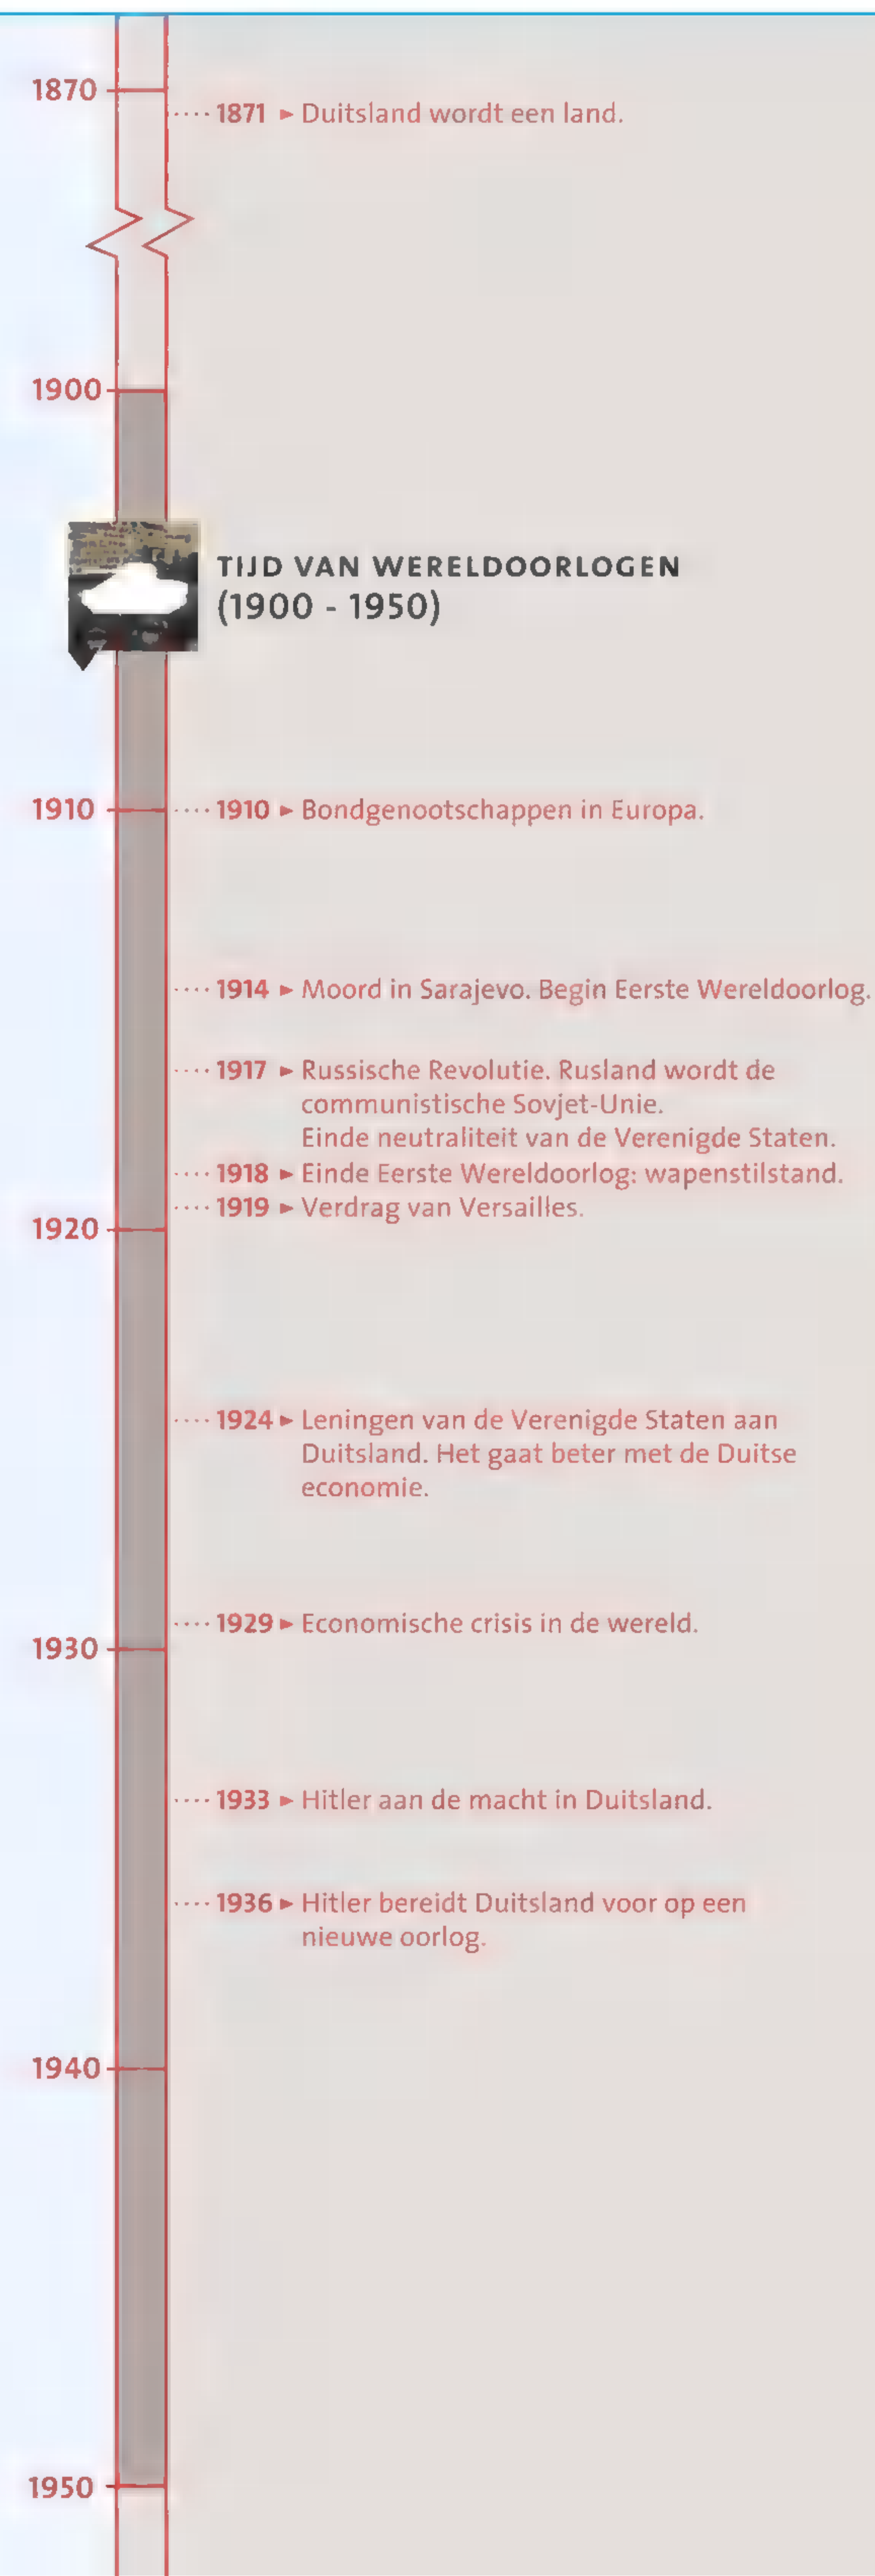 1870
1871 ► Duitsland wordt een land.
1900
TIJD VAN WERELDOORLOGEN
(1900 - 1950)
1910
1910 ► Bondgenootschappen in Europa.
1914 ► Moord in Sarajevo. Begin Eerste Wereldoorlog.
1917 ► Russische Revolutie. Rusland wordt de
communistische Sovjet-Unie.
Einde neutraliteit van de Verenigde Staten.
1918 ► Einde Eerste Wereldoorlog: wapenstilstand.
1919 ► Verdrag van Versailles.
1920
1924 ► Leningen van de Verenigde Staten aan
Duitsland. Het gaat beter met de Duitse
economie.
1929 ► Economische crisis in de wereld.
1930
1933 ► Hitler aan de macht in Duitsland.
1936 ► Hitler bereidt Duitsland voor op een
nieuwe oorlog.
1940
1950